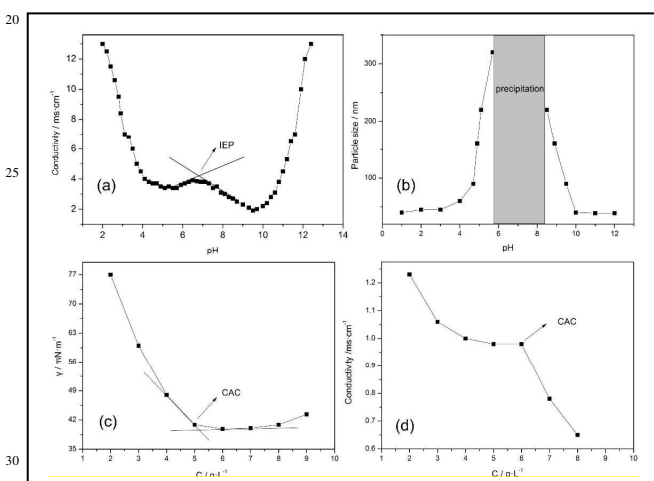 20
25
30
Conductivity / ms·cm⁻¹
13
12
10
8
6
4
2
IEP
(a)
2 4 6 8 10 12 14
pH
Particle size / nm
300
200
100
precipitation
(b)
0 2 4 6 8 10 12
pH
γ / mN·m⁻¹
77
70
63
56
49
42
35
CAC
(c)
1 2 3 4 5 6 7 8 9 10
C / g·L⁻¹
Conductivity /ms·cm⁻¹
1.2
1.1
1.0
0.9
0.8
0.7
0.6
CAC
(d)
1 2 3 4 5 6 7 8 9 10
C / g·L⁻¹